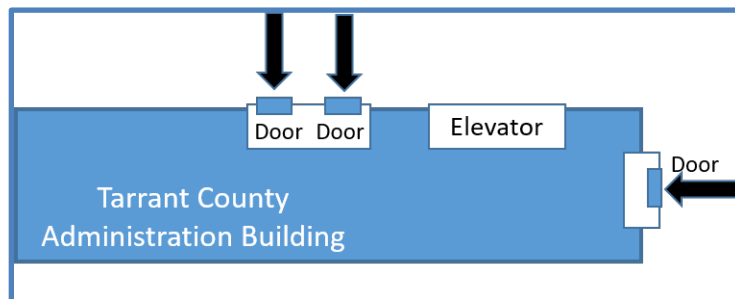 Door Door
Elevator
Door
Tarrant County
Administration Building